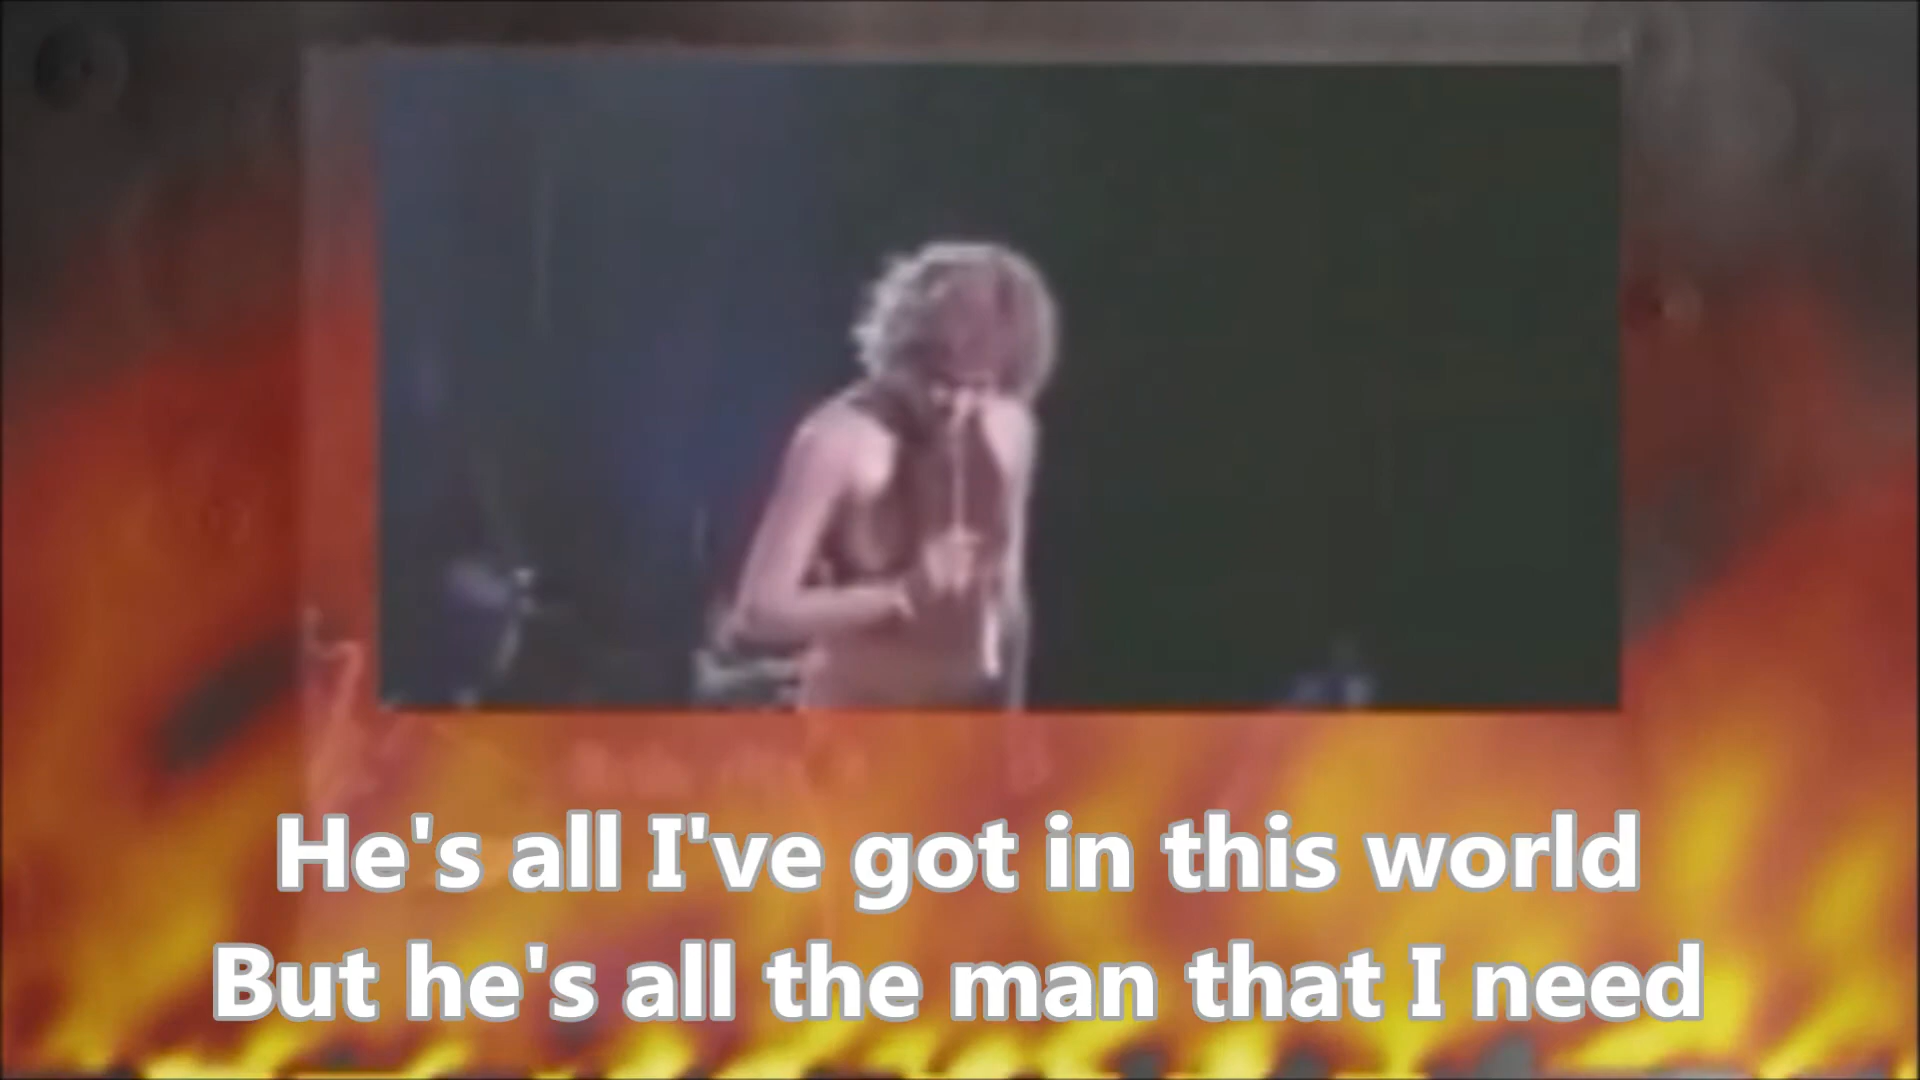 He's all I've got in this world
But he's all the man that I need